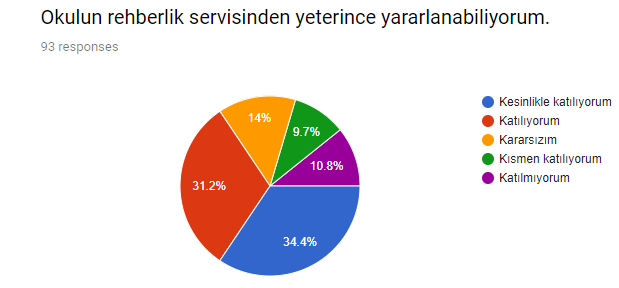 Okulun rehberlik servisinden yeterince yararlanabiliyorum.
93 responses
Kesinlikle katılıyorum
Katılıyorum
Kararsızım
Kısmen katılıyorum
Katılmıyorum
14%
9.7%
10.8%
31.2%
34.4%